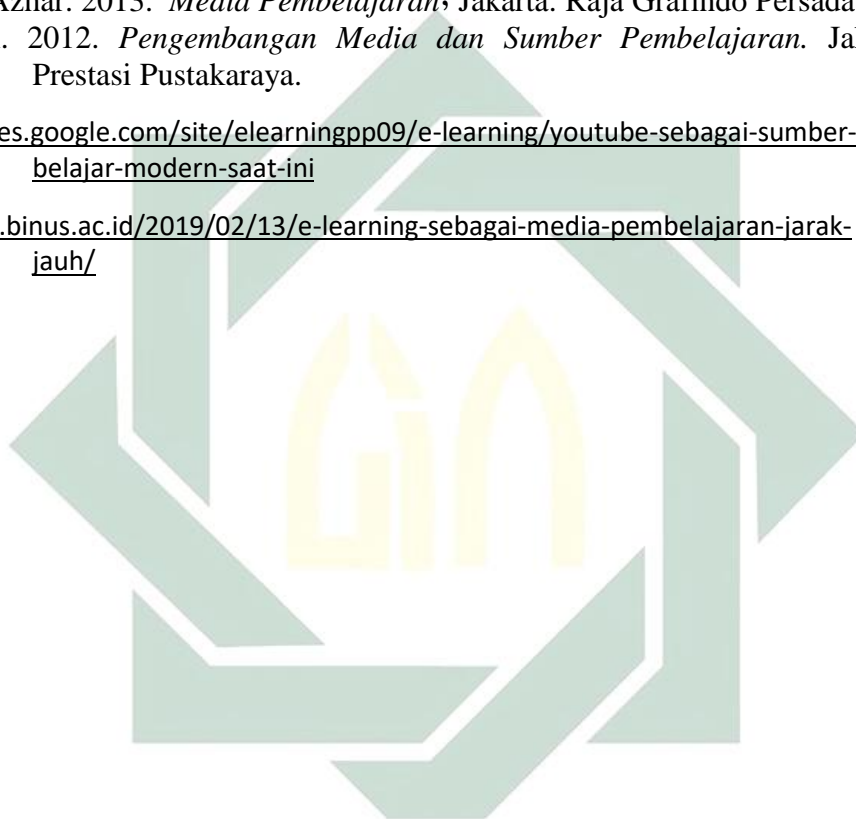 Azhar. 2013. Media Pembelajaran, Jakarta: Raja Grafindo Persada
. 2012. Pengembangan Media dan Sumber Pembelajaran. Jak
Prestasi Pustakaraya.
es.google.com/site/elearningpp09/e-learning/youtube-sebagai-sumber-
belajar-modern-saat-ini
.binus.ac.id/2019/02/13/e-learning-sebagai-media-pembelajaran-jarak-
jauh/